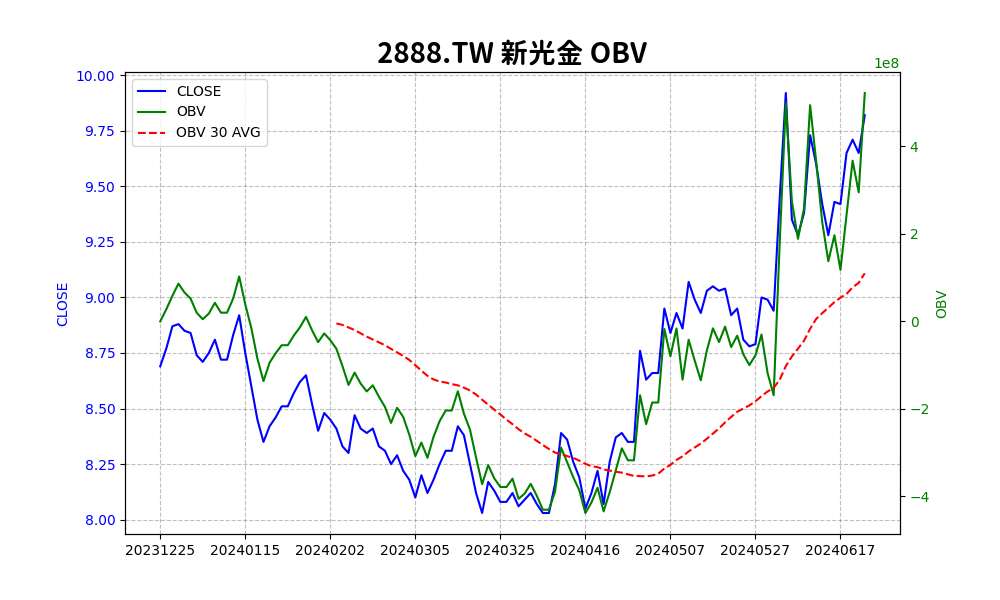 2888.TW 新光金 OBV
1e8
CLOSE
OBV
OBV 30 AVG
10.00
9.75
9.50
9.25
9.00
8.75
8.50
8.25
8.00
CLOSE
4
2
0
−2
−4
OBV
20231225 20240115 20240202 20240305 20240325 20240416 20240507 20240527 20240617